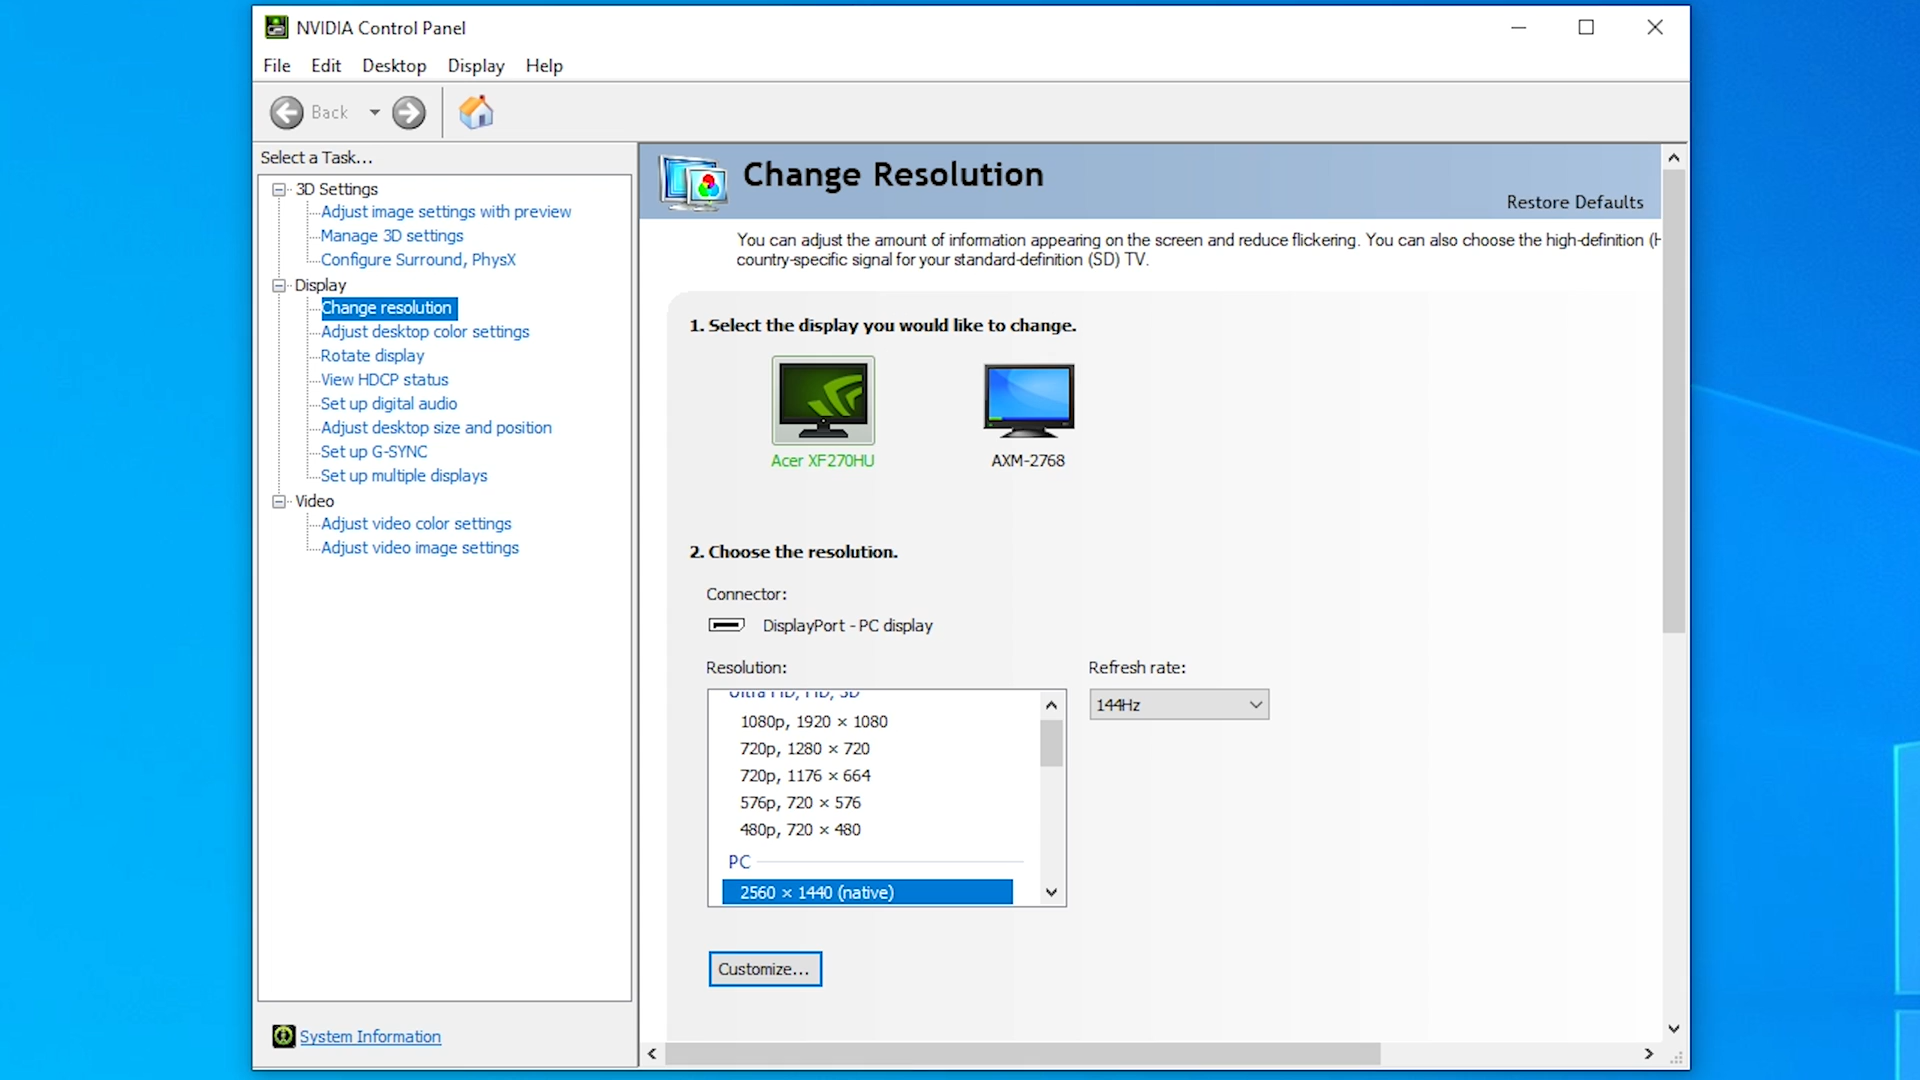 NVIDIA Control Panel
File Edit Desktop Display Help
Back
Select a Task...
3D Settings
Adjust image settings with preview
Manage 3D settings
Configure Surround, PhysX
Display
Change resolution
Adjust desktop color settings
Rotate display
View HDCP status
Set up digital audio
Adjust desktop size and position
Set up G-SYNC
Set up multiple displays
Video
Adjust video color settings
Adjust video image settings
System Information
Change Resolution
Restore Defaults
You can adjust the amount of information appearing on the screen and reduce flickering. You can also choose the high-definition (H
country-specific signal for your standard-definition (SD) TV.
1. Select the display you would like to change.
Acer XF270HU
AXM-2768
2. Choose the resolution.
Connector:
DisplayPort - PC display
Resolution:
Ultra HD, HD, SD
1080p, 1920 × 1080
720p, 1280 × 720
720p, 1176 × 664
576p, 720 × 576
480p, 720 × 480
PC
2560 × 1440 (native)
Refresh rate:
144Hz
Customize...